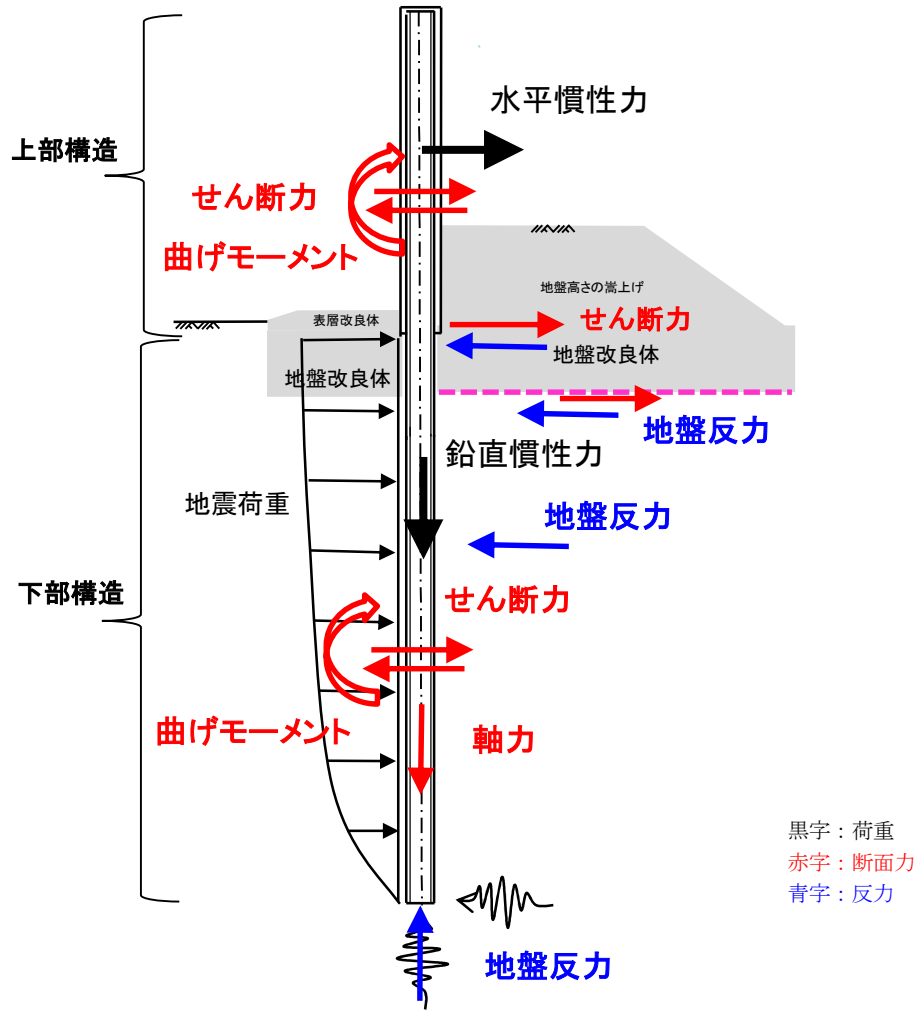 水平慣性力
上部構造
せん断力
曲げモーメント
地盤高さの嵩上げ
表層改良体
せん断力
地盤改良体
地盤改良体
地盤反力
鉛直慣性力
地震荷重
地盤反力
下部構造
せん断力
曲げモーメント
軸力
黒字：荷重
赤字：断面力
青字：反力
地盤反力